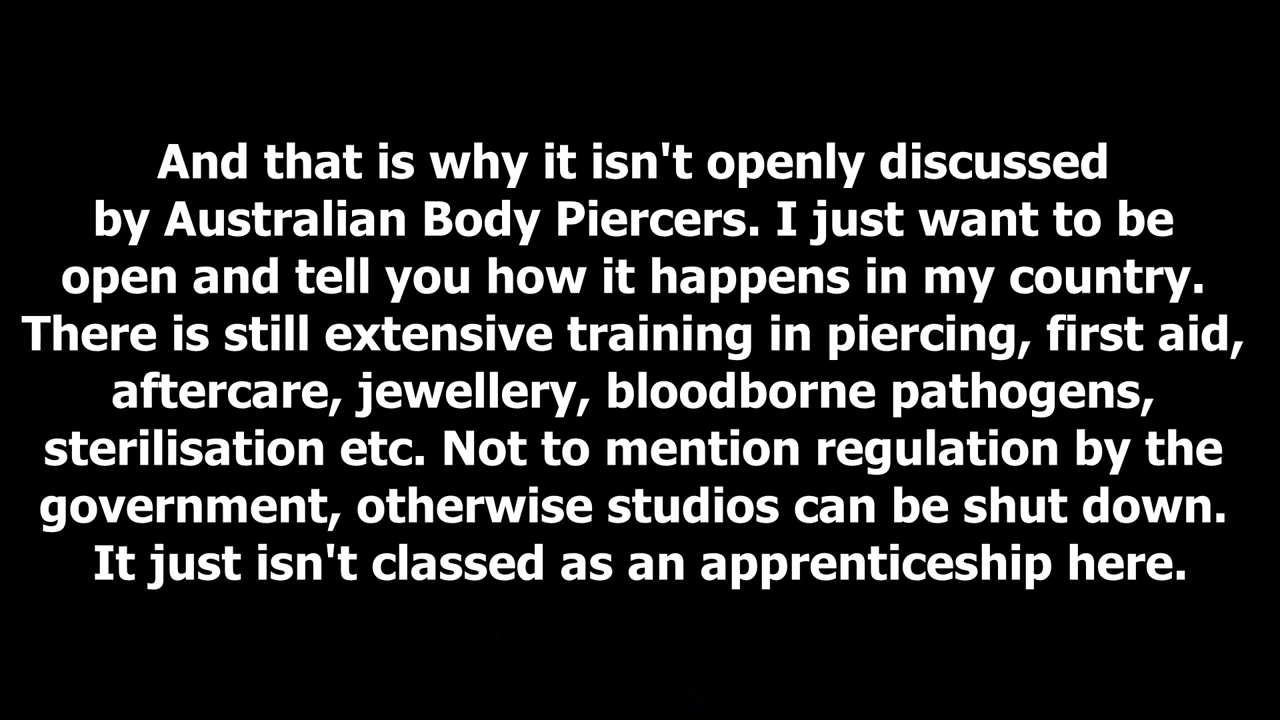 And that is why it isn't openly discussed
by Australian Body Piercers. I just want to be
open and tell you how it happens in my country.
There is still extensive training in piercing, first aid,
aftercare, jewellery, bloodborne pathogens,
sterilisation etc. Not to mention regulation by the
government, otherwise studios can be shut down.
It just isn't classed as an apprenticeship here.